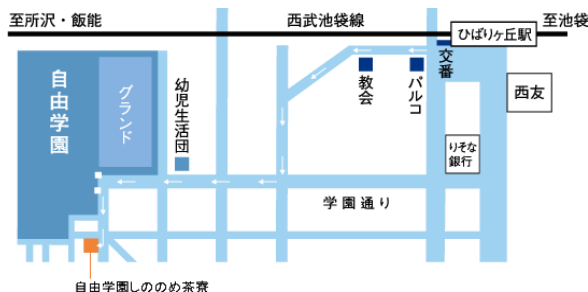 至所沢・飯能
西武池袋線
ひばりヶ丘駅
至池袋
交番
パルコ
教会
西友
幼児生活団
グランド
自由学園
りそな
銀行
学園通り
自由学園しののめ茶寮